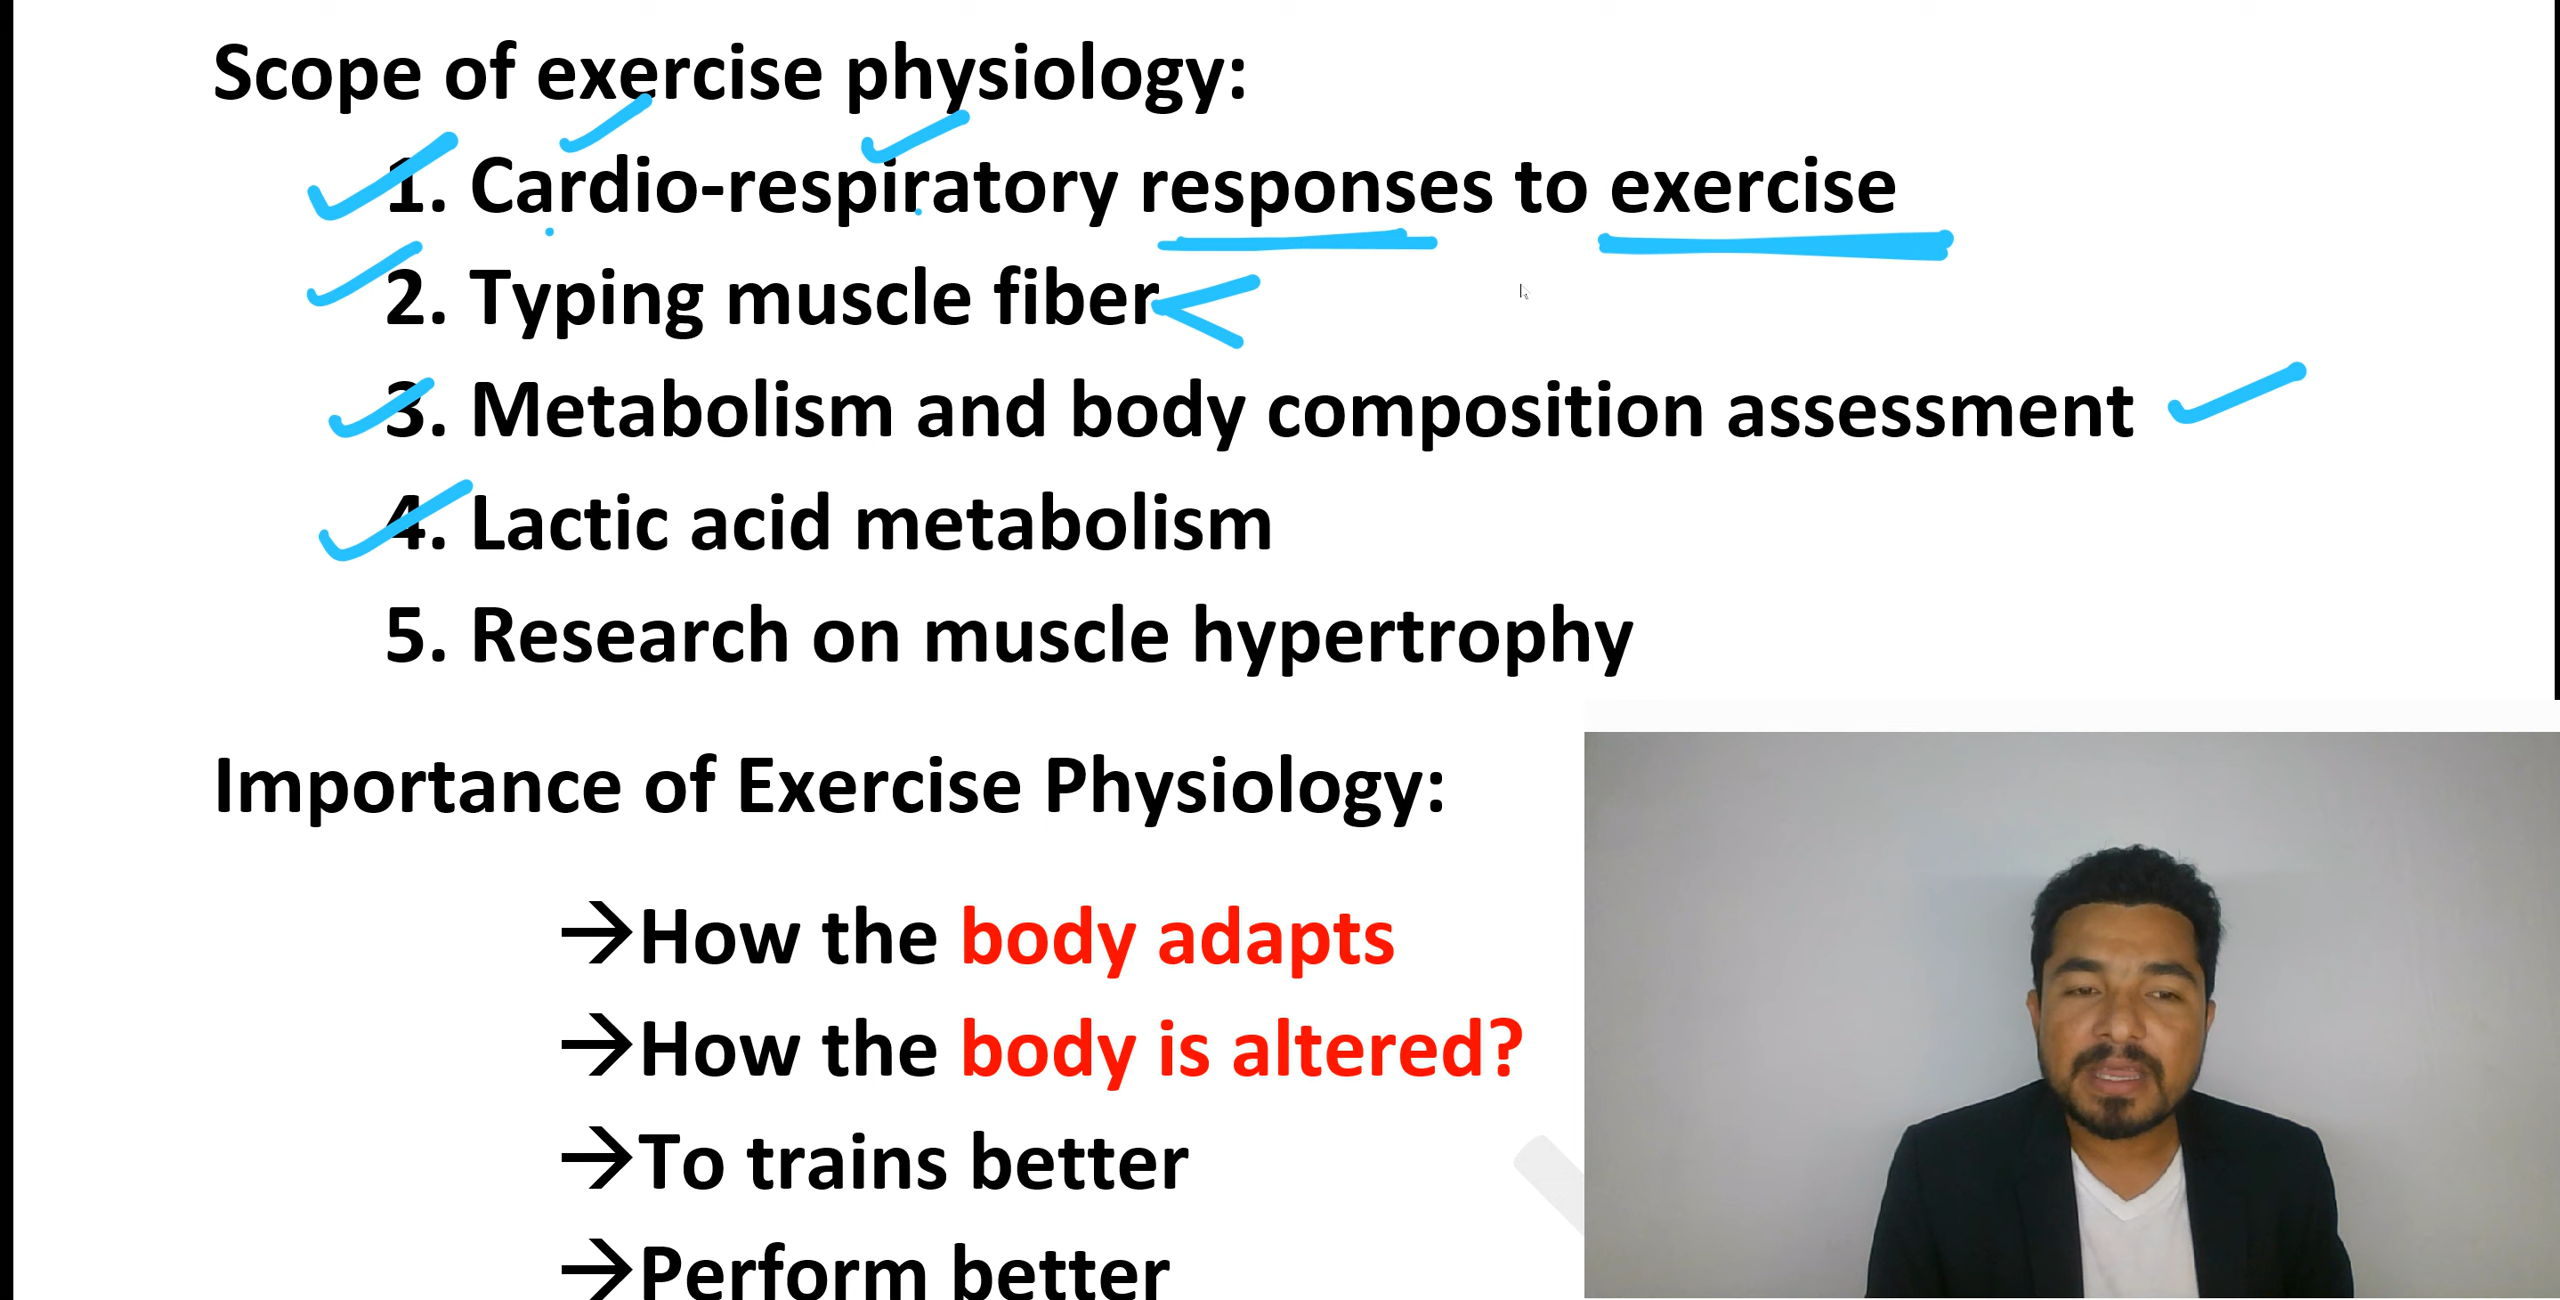 Scope of exercise physiology:
1. Cardio-respiratory responses to exercise
2. Typing muscle fiber
3. Metabolism and body composition assessment
4. Lactic acid metabolism
5. Research on muscle hypertrophy
Importance of Exercise Physiology:
→How the body adapts
→How the body is altered?
→To trains better
→Perform better